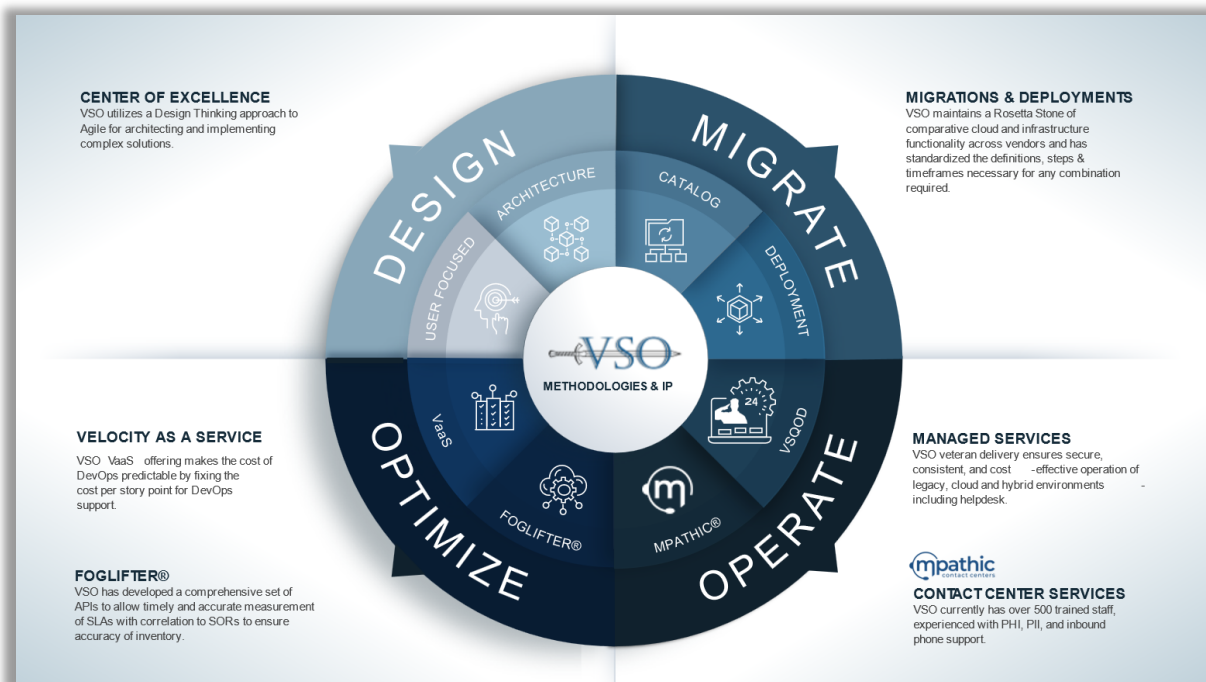 CENTER OF EXCELLENCE
VSO utilizes a Design Thinking approach to
Agile for architecting and implementing
complex solutions.
MIGRATIONS & DEPLOYMENTS
VSO maintains a Rosetta Stone of
comparative cloud and infrastructure
functionality across vendors and has
standardized the definitions, steps &
timeframes necessary for any combination
required.
DESIGN
MIGRATE
ARCHITECTURE
CATALOG
USER FOCUSED
DEPLOYMENT
VSO
METHODOLOGIES & IP
VaaS
24
VSQOD
FOGLIFTER®
m
MPATHIC®
OPTIMIZE
OPERATE
VELOCITY AS A SERVICE
VSO VaaS offering makes the cost of
DevOps predictable by fixing the
cost per story point for DevOps
support.
FOGLIFTER®
VSO has developed a comprehensive set of
APIs to allow timely and accurate measurement
of SLAs with correlation to SORs to ensure
accuracy of inventory.
MANAGED SERVICES
VSO veteran delivery ensures secure,
consistent, and cost -effective operation of
legacy, cloud and hybrid environments -
including helpdesk.
mpathic
contact centers
CONTACT CENTER SERVICES
VSO currently has over 500 trained staff,
experienced with PHI, PII, and inbound
phone support.